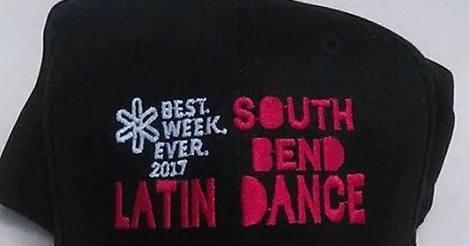 BEST.
WEEK.
EVER.
2017
SOUTH
BEND
LATIN DANCE